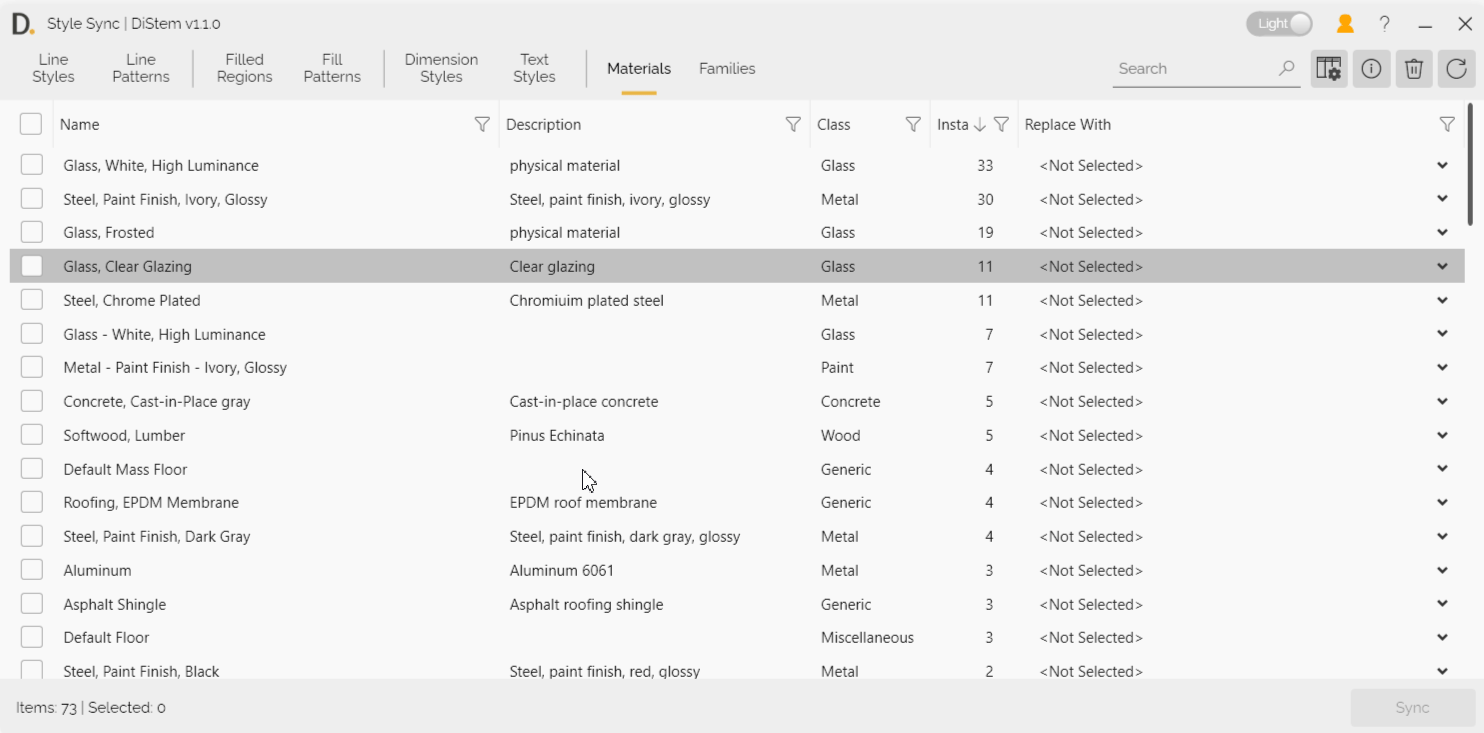 D. Style Sync | DiStem v1.1.0 Light ?
Line Styles Line Patterns Filled Regions Fill Patterns Dimension Styles Text Styles Materials Families Search
Name Description Class Insta Replace With
Glass, White, High Luminance physical material Glass 33 <Not Selected>
Steel, Paint Finish, Ivory, Glossy Steel, paint finish, ivory, glossy Metal 30 <Not Selected>
Glass, Frosted physical material Glass 19 <Not Selected>
Glass, Clear Glazing Clear glazing Glass 11 <Not Selected>
Steel, Chrome Plated Chromiuim plated steel Metal 11 <Not Selected>
Glass - White, High Luminance Glass 7 <Not Selected>
Metal - Paint Finish - Ivory, Glossy Paint 7 <Not Selected>
Concrete, Cast-in-Place gray Cast-in-place concrete Concrete 5 <Not Selected>
Softwood, Lumber Pinus Echinata Wood 5 <Not Selected>
Default Mass Floor Generic 4 <Not Selected>
Roofing, EPDM Membrane EPDM roof membrane Generic 4 <Not Selected>
Steel, Paint Finish, Dark Gray Steel, paint finish, dark gray, glossy Metal 4 <Not Selected>
Aluminum Aluminum 6061 Metal 3 <Not Selected>
Asphalt Shingle Asphalt roofing shingle Generic 3 <Not Selected>
Default Floor Miscellaneous 3 <Not Selected>
Steel, Paint Finish, Black Steel, paint finish, red, glossy Metal 2 <Not Selected>
Items: 73 | Selected: 0 Sync